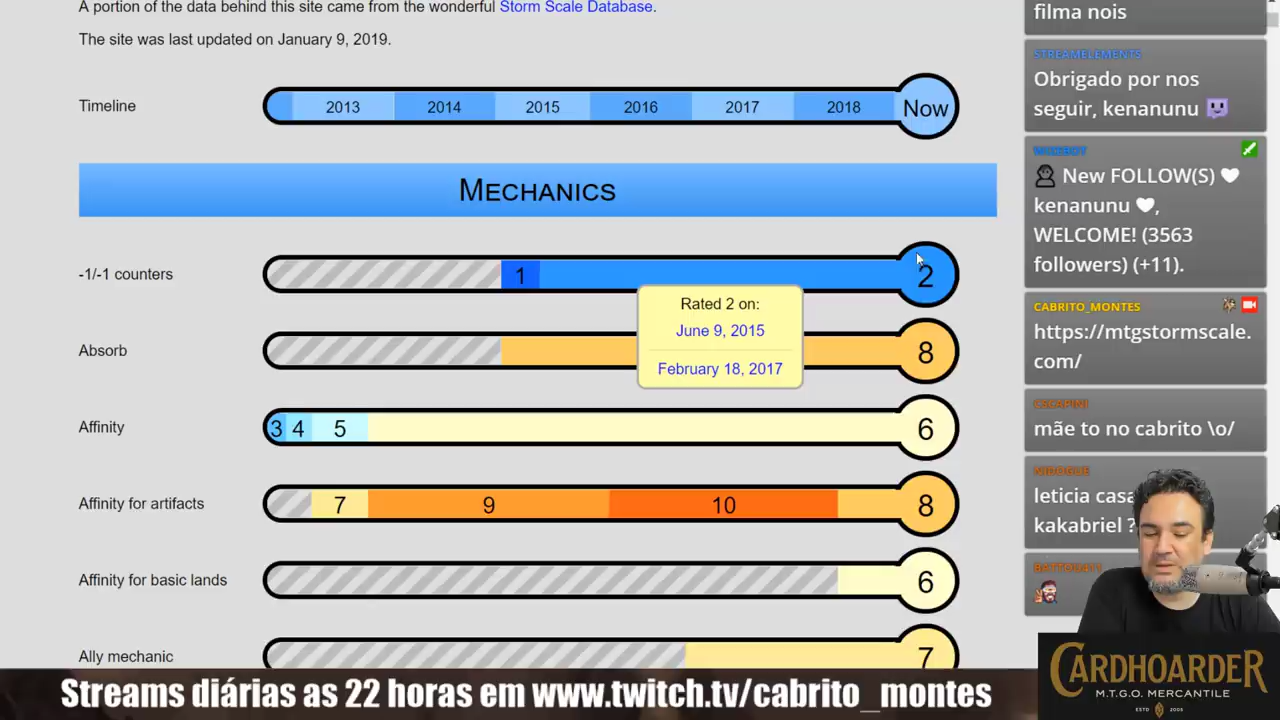 A portion of the data behind this site came from the wonderful Storm Scale Database.
The site was last updated on January 9, 2019.
Timeline
2013 2014 2015 2016 2017 2018 Now
MECHANICS
-1/-1 counters 1 2
Rated 2 on:
June 9, 2015
February 18, 2017
Absorb 8
Affinity 3 4 5 6
Affinity for artifacts 7 9 10 8
Affinity for basic lands 6
Ally mechanic 7
filma nois
STREAMELEMENTS
Obrigado por nos
seguir, kenanunu
New FOLLOW(S)
kenanunu
WELCOME! (3563
followers) (+11).
CABRITO_MONTES
https://mtgstormscale.
com/
CSCAPINI
mãe to no cabrito \o/
leticia casa
kakabriel ?
CARDHOARDER
M.T.G.O. MERCANTILE
Streams diárias as 22 horas em www.twitch.tv/cabrito_montes